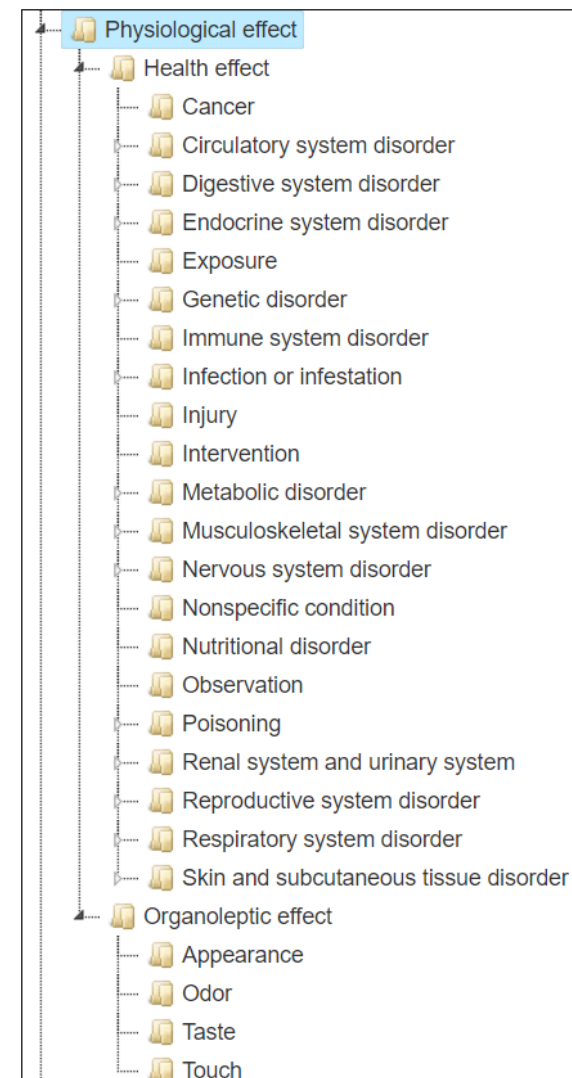 Physiological effect
Health effect
Cancer
Circulatory system disorder
Digestive system disorder
Endocrine system disorder
Exposure
Genetic disorder
Immune system disorder
Infection or infestation
Injury
Intervention
Metabolic disorder
Musculoskeletal system disorder
Nervous system disorder
Nonspecific condition
Nutritional disorder
Observation
Poisoning
Renal system and urinary system
Reproductive system disorder
Respiratory system disorder
Skin and subcutaneous tissue disorder
Organoleptic effect
Appearance
Odor
Taste
Touch